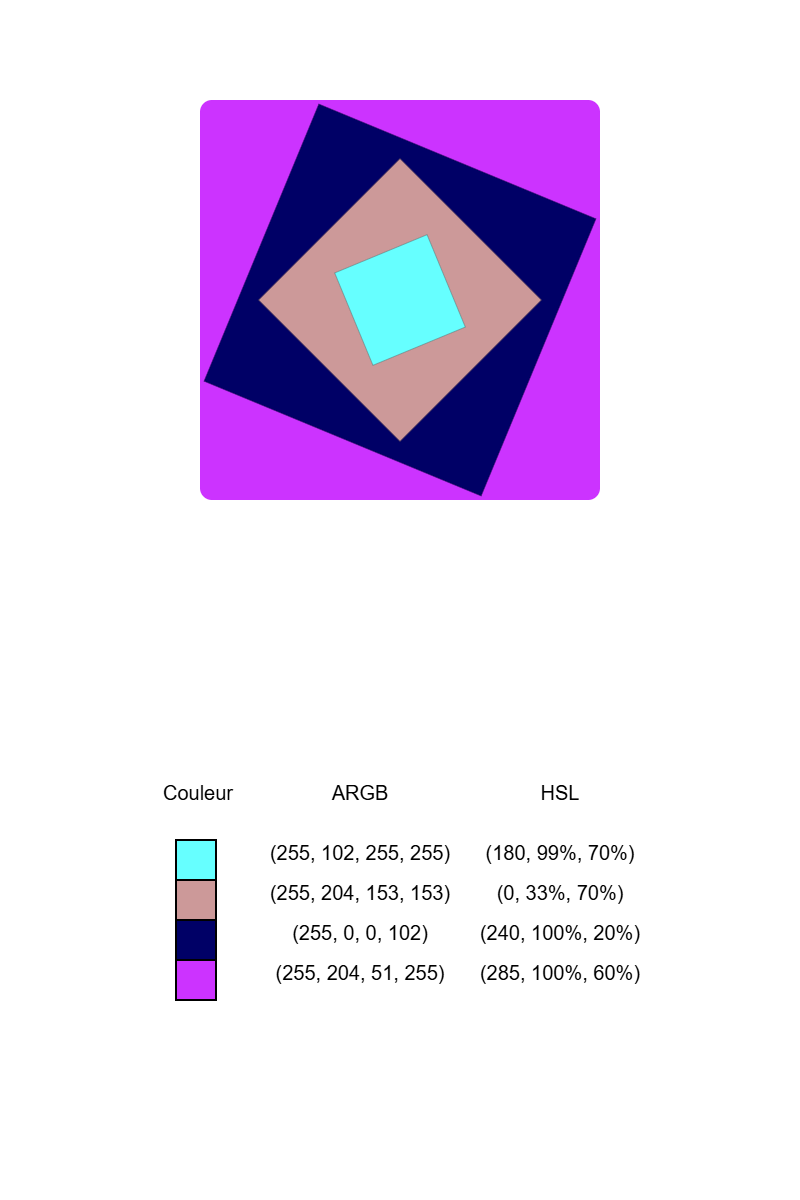 Couleur ARGB HSL
(255, 102, 255, 255) (180, 99%, 70%)
(255, 204, 153, 153) (0, 33%, 70%)
(255, 0, 0, 102) (240, 100%, 20%)
(255, 204, 51, 255) (285, 100%, 60%)